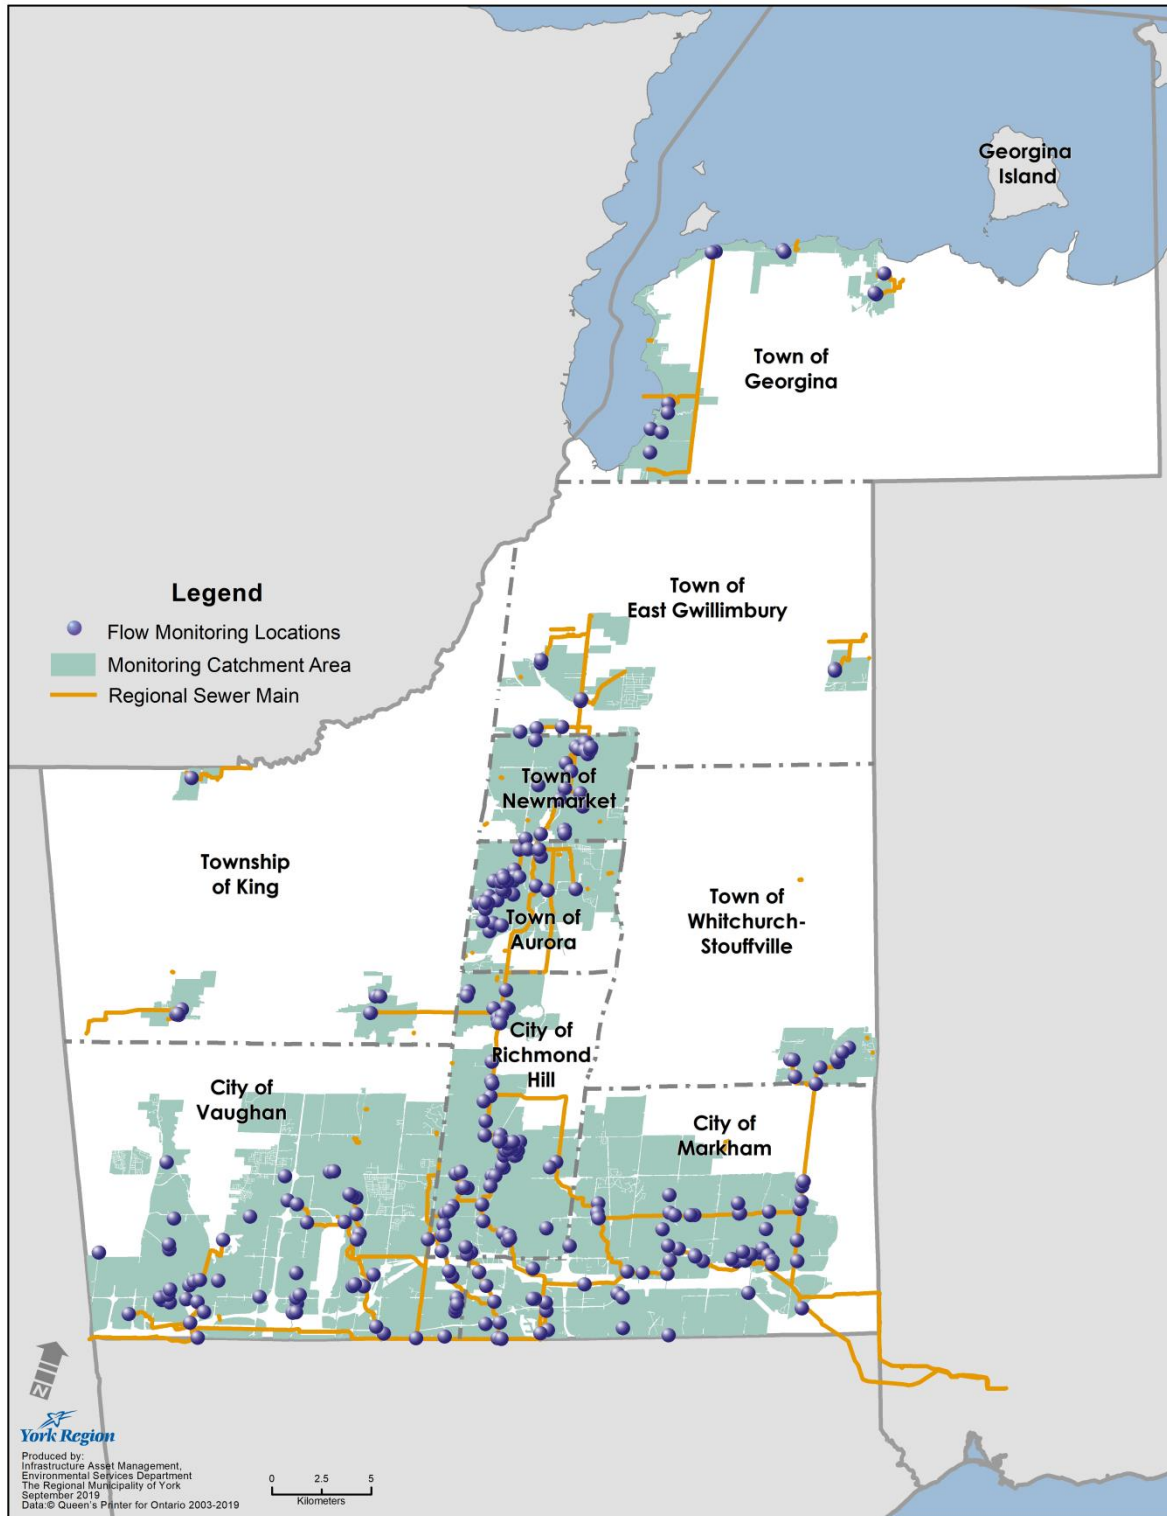 Georgina
Island
Town of
Georgina
Town of
East Gwillimbury
Legend
Flow Monitoring Locations
Monitoring Catchment Area
Regional Sewer Main
Town of
Newmarket
Township
of King
Town of
Whitchurch-
Stouffville
Town of
Aurora
City of
Richmond
Hill
City of
Vaughan
City of
Markham
N
York Region
Produced by:
Infrastructure Asset Management,
Environmental Services Department
The Regional Municipality of York
September 2019
Data:© Queen's Printer for Ontario 2003-2019
0 2.5 5
Kilometers